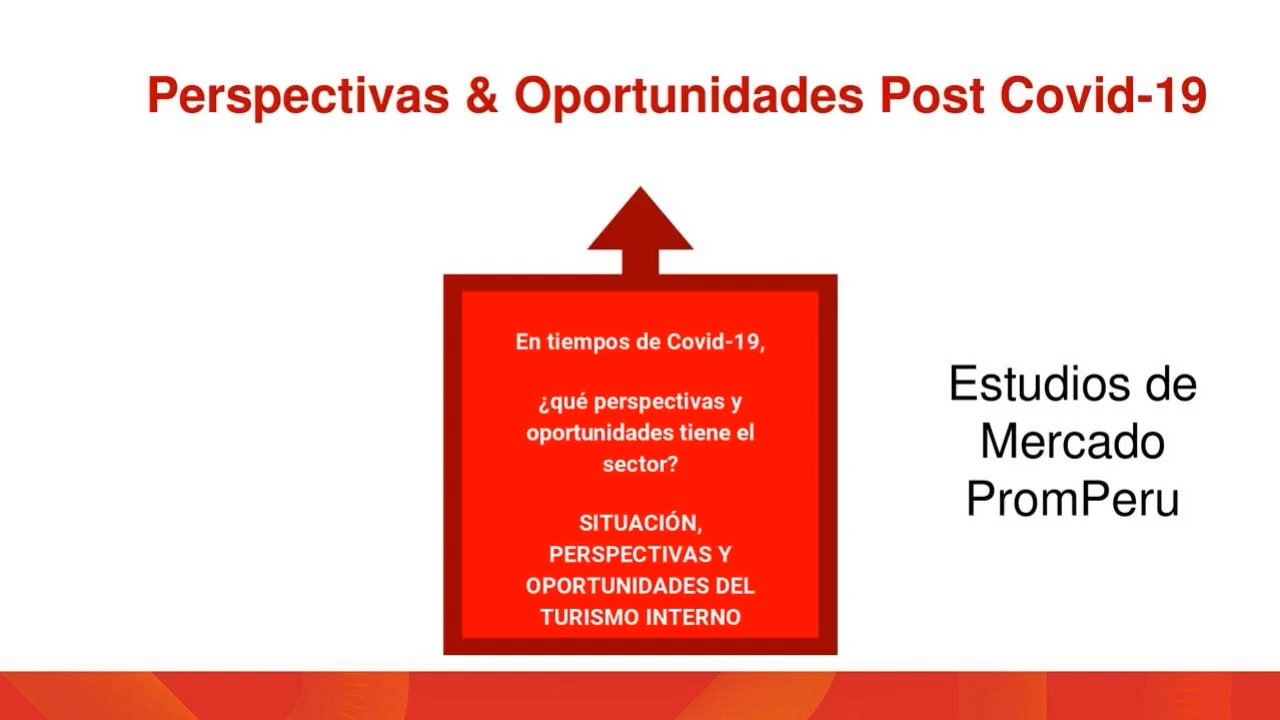 Perspectivas & Oportunidades Post Covid-19
En tiempos de Covid-19,
¿qué perspectivas y
oportunidades tiene el
sector?
SITUACIÓN,
PERSPECTIVAS Y
OPORTUNIDADES DEL
TURISMO INTERNO
Estudios de
Mercado
PromPeru